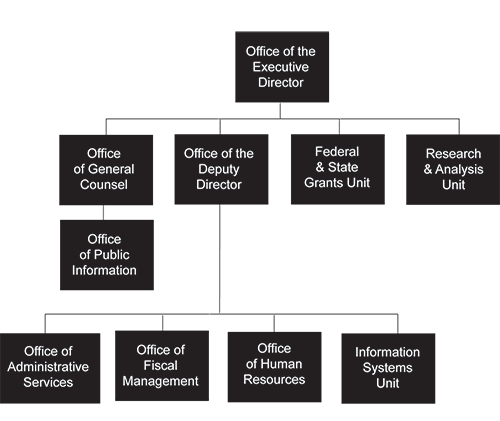 Office of the
Executive
Director
Office
of General
Counsel
Office of the
Deputy
Director
Federal
& State
Grants Unit
Research
& Analysis
Unit
Office
of Public
Information
Office of
Administrative
Services
Office of
Fiscal
Management
Office
of Human
Resources
Information
Systems
Unit